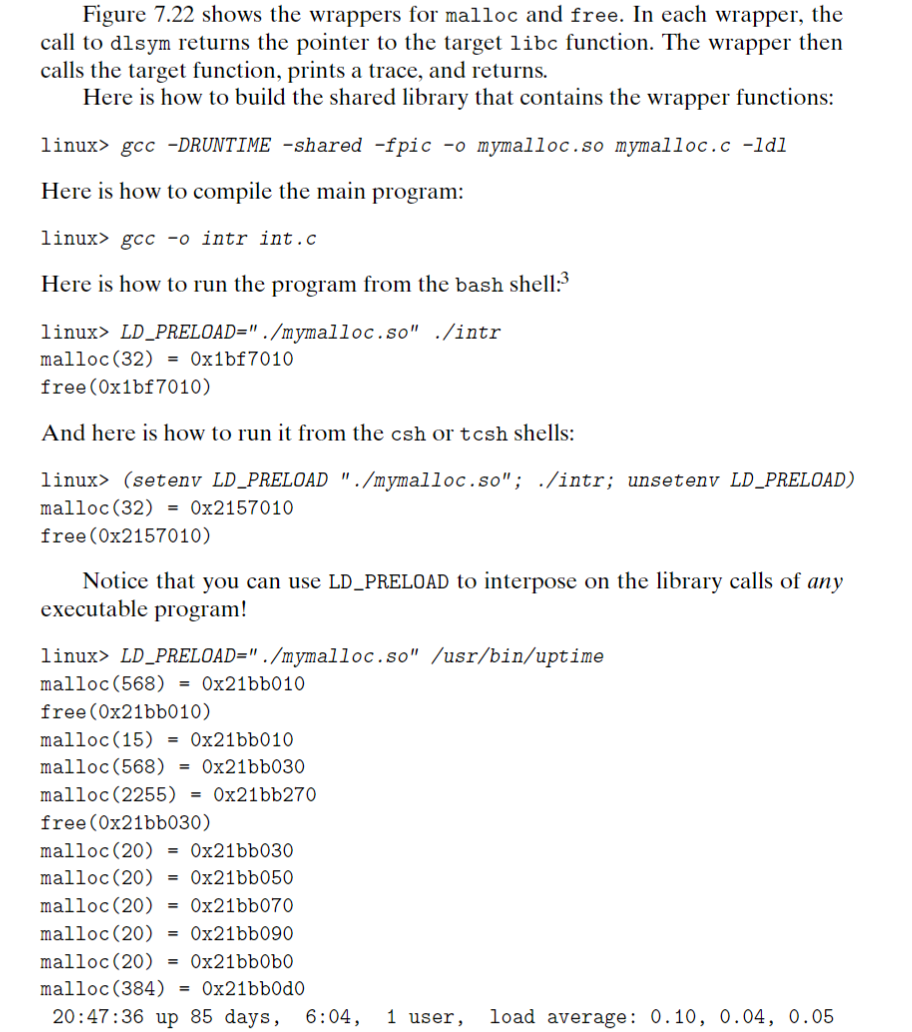 Figure 7.22 shows the wrappers for malloc and free. In each wrapper, the
call to dlsym returns the pointer to the target libc function. The wrapper then
calls the target function, prints a trace, and returns.
Here is how to build the shared library that contains the wrapper functions:
linux> gcc -DRUNTIME -shared -fpic -o mymalloc.so mymalloc.c -ldl
Here is how to compile the main program:
linux> gcc -o intr int.c
Here is how to run the program from the bash shell:3
linux> LD_PRELOAD="./mymalloc.so" ./intr
malloc(32) = 0x1bf7010
free(0x1bf7010)
And here is how to run it from the csh or tcsh shells:
linux> (setenv LD_PRELOAD "./mymalloc.so"; ./intr; unsetenv LD_PRELOAD)
malloc(32) = 0x2157010
free(0x2157010)
Notice that you can use LD_PRELOAD to interpose on the library calls of any
executable program!
linux> LD_PRELOAD="./mymalloc.so" /usr/bin/uptime
malloc(568) = 0x21bb010
free(0x21bb010)
malloc(15) = 0x21bb010
malloc(568) = 0x21bb030
malloc(2255) = 0x21bb270
free(0x21bb030)
malloc(20) = 0x21bb030
malloc(20) = 0x21bb050
malloc(20) = 0x21bb070
malloc(20) = 0x21bb090
malloc(20) = 0x21bb0b0
malloc(384) = 0x21bb0d0
20:47:36 up 85 days, 6:04, 1 user, load average: 0.10, 0.04, 0.05